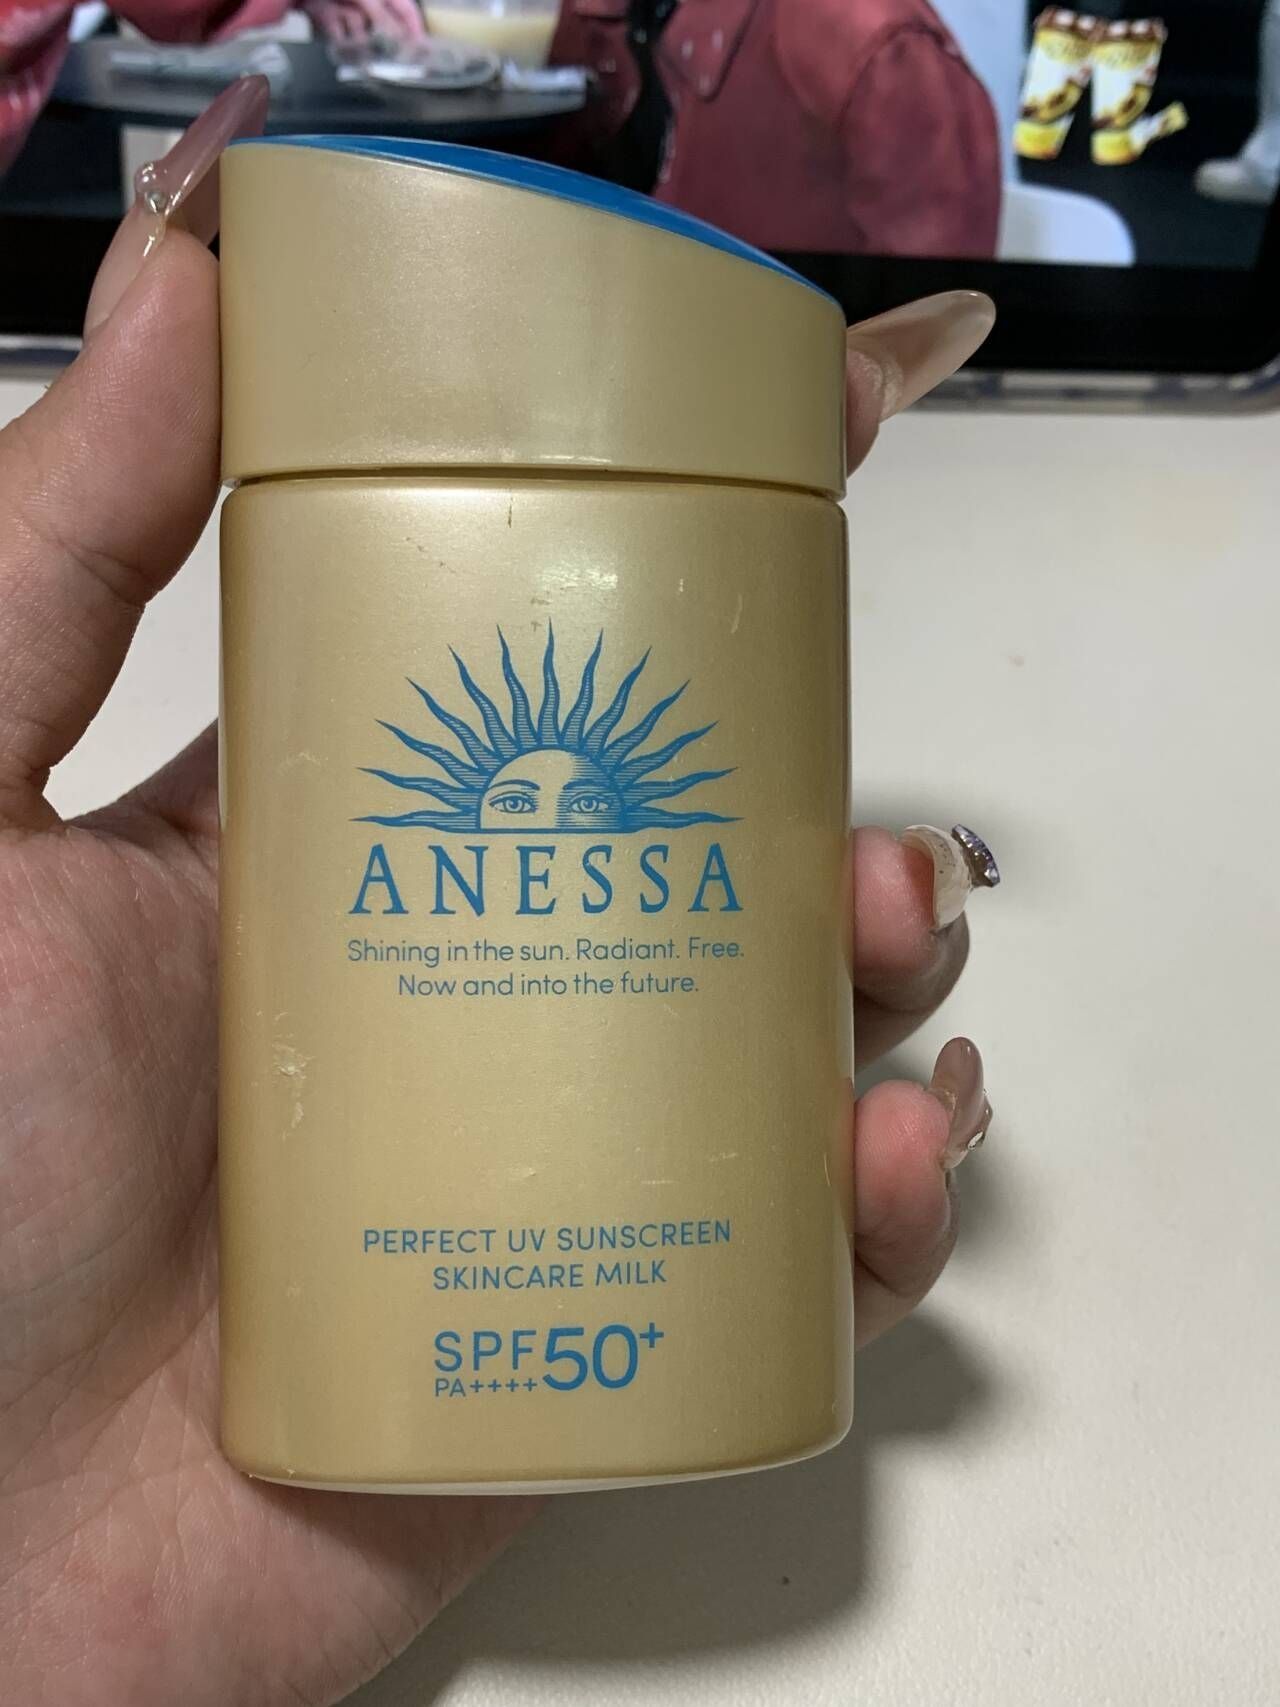 ANESSA
Shining in the sun. Radiant. Free.
Now and into the future.
PERFECT UV SUNSCREEN
SKINCARE MILK
SPF50+
PA++++